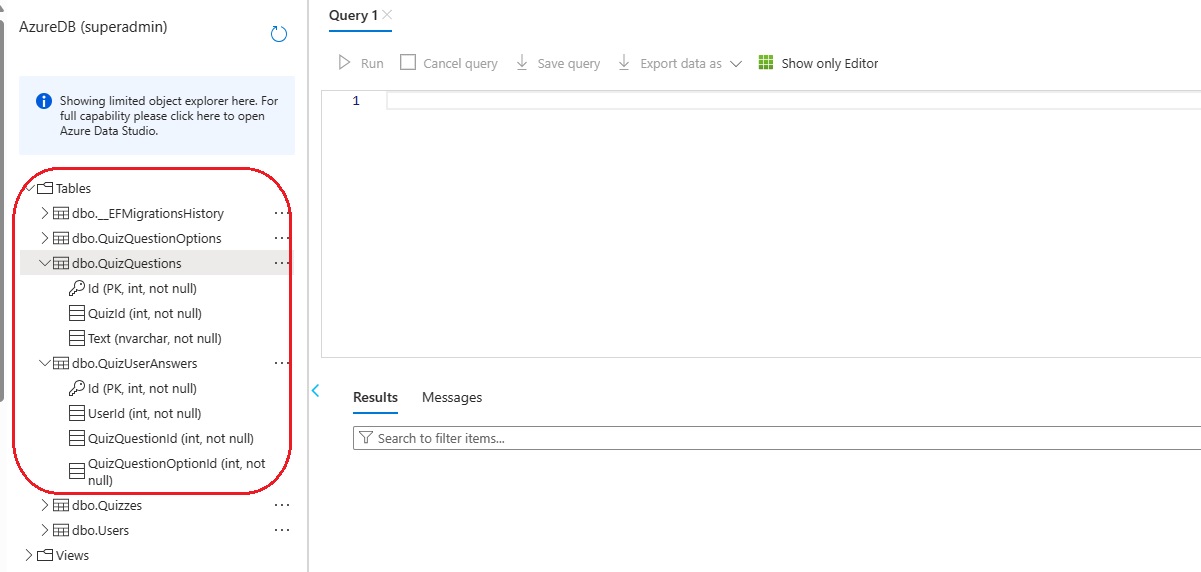 AzureDB (superadmin)
Showing limited object explorer here. For
full capability please click here to open
Azure Data Studio.
Tables
dbo.__EFMigrationsHistory
dbo.QuizQuestionOptions
dbo.QuizQuestions
Id (PK, int, not null)
QuizId (int, not null)
Text (nvarchar, not null)
dbo.QuizUserAnswers
Id (PK, int, not null)
UserId (int, not null)
QuizQuestionId (int, not null)
QuizQuestionOptionId (int, not
null)
dbo.Quizzes
dbo.Users
Views
Query 1
Run Cancel query Save query Export data as Show only Editor
1
Results Messages
Search to filter items...